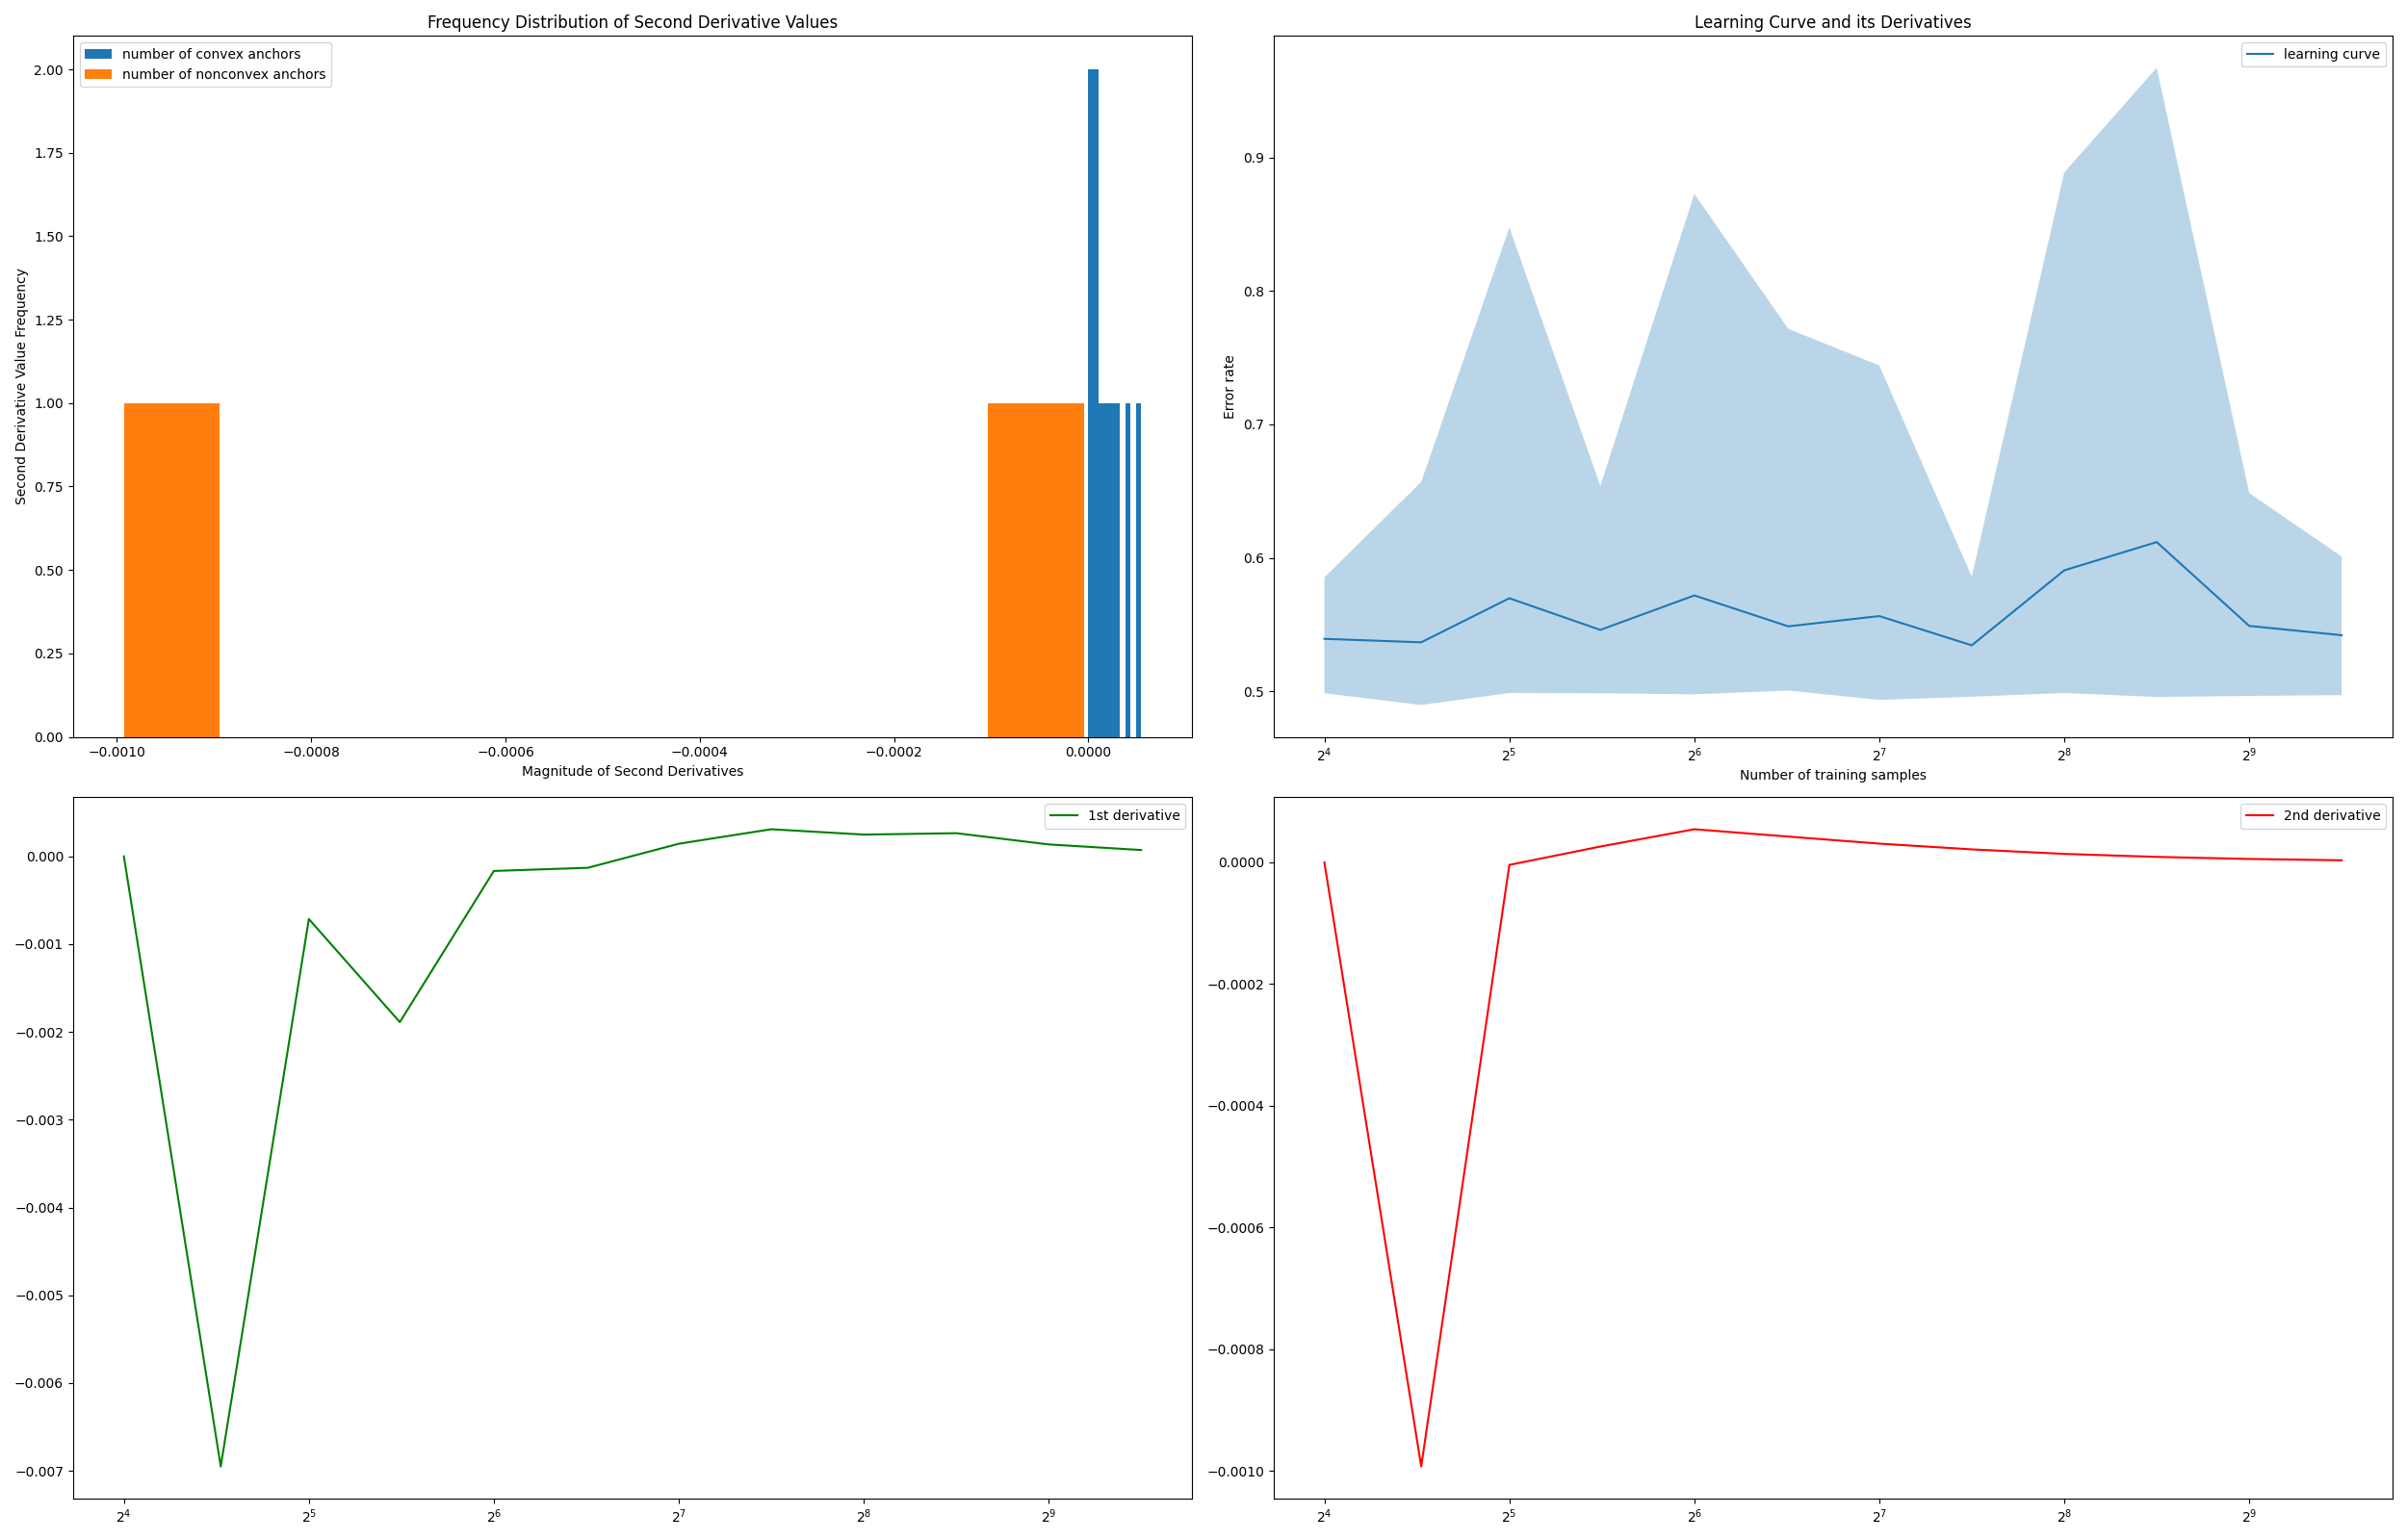 Frequency Distribution of Second Derivative Values
number of convex anchors
number of nonconvex anchors
Second Derivative Value Frequency
2.00
1.75
1.50
1.25
1.00
0.75
0.50
0.25
0.00
−0.0010 −0.0008 −0.0006 −0.0004 −0.0002 0.0000
Magnitude of Second Derivatives
Learning Curve and its Derivatives
learning curve
Error rate
0.9
0.8
0.7
0.6
0.5
2⁴ 2⁵ 2⁶ 2⁷ 2⁸ 2⁹
Number of training samples
1st derivative
0.000
−0.001
−0.002
−0.003
−0.004
−0.005
−0.006
−0.007
2⁴ 2⁵ 2⁶ 2⁷ 2⁸ 2⁹
2nd derivative
0.0000
−0.0002
−0.0004
−0.0006
−0.0008
−0.0010
2⁴ 2⁵ 2⁶ 2⁷ 2⁸ 2⁹